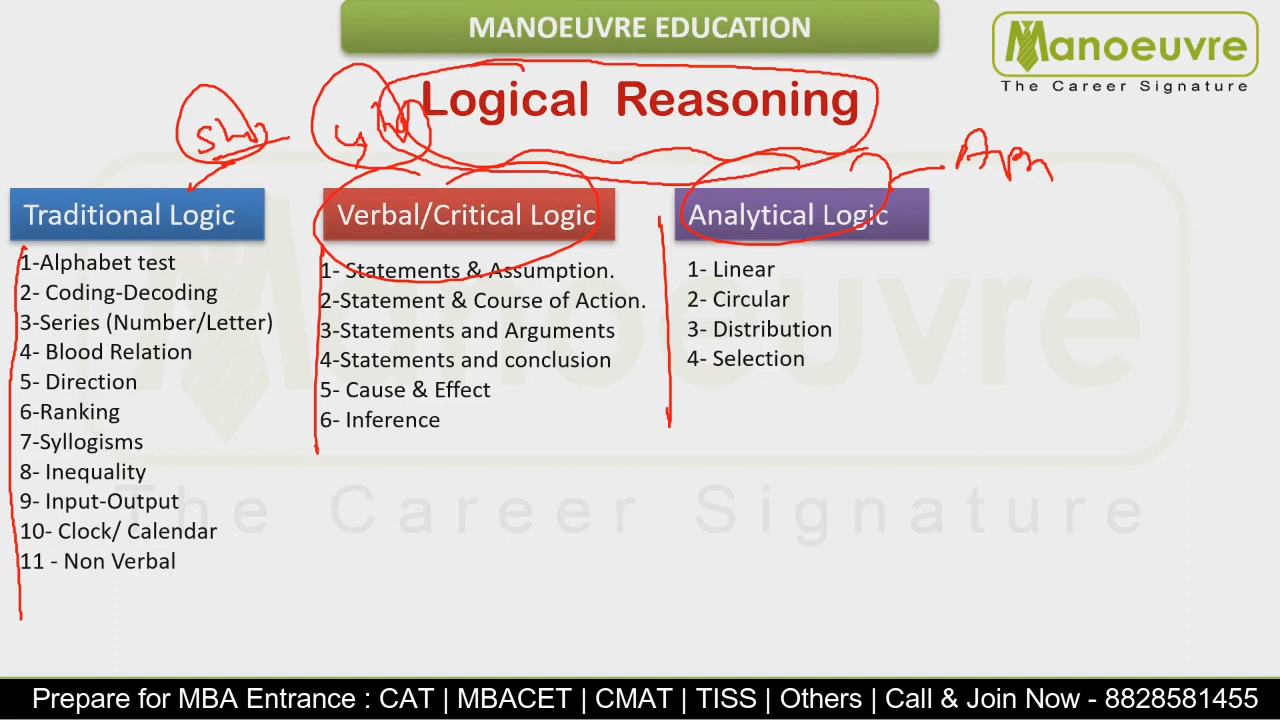 MANOEUVRE EDUCATION
Manoeuvre
The Career Signature
Logical Reasoning
Traditional Logic
1-Alphabet test
2- Coding-Decoding
3-Series (Number/Letter)
4- Blood Relation
5- Direction
6-Ranking
7-Syllogisms
8- Inequality
9- Input-Output
10- Clock/ Calendar
11 - Non Verbal
Verbal/Critical Logic
1- Statements & Assumption.
2-Statement & Course of Action.
3-Statements and Arguments
4-Statements and conclusion
5- Cause & Effect
6- Inference
Analytical Logic
1- Linear
2- Circular
3- Distribution
4- Selection
Manoeuvre
The Career Signature
Prepare for MBA Entrance : CAT | MBACET | CMAT | TISS | Others | Call & Join Now - 8828581455